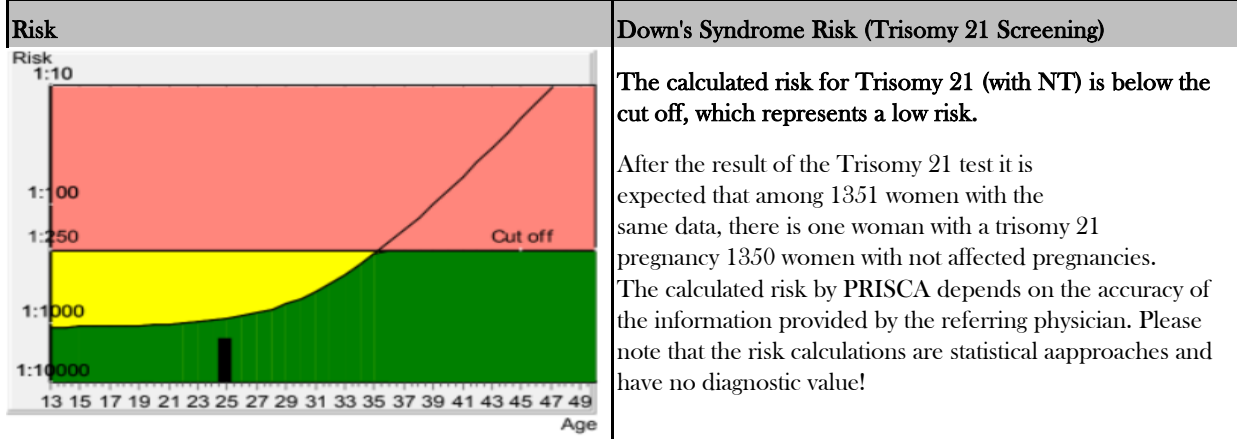 Risk
Down's Syndrome Risk (Trisomy 21 Screening)
Risk
1:10
1:100
1:250
Cut off
1:1000
1:10000
13 15 17 19 21 23 25 27 29 31 33 35 37 39 41 43 45 47 49
Age
The calculated risk for Trisomy 21 (with NT) is below the
cut off, which represents a low risk.
After the result of the Trisomy 21 test it is
expected that among 1351 women with the
same data, there is one woman with a trisomy 21
pregnancy 1350 women with not affected pregnancies.
The calculated risk by PRISCA depends on the accuracy of
the information provided by the referring physician. Please
note that the risk calculations are statistical aapproaches and
have no diagnostic value!